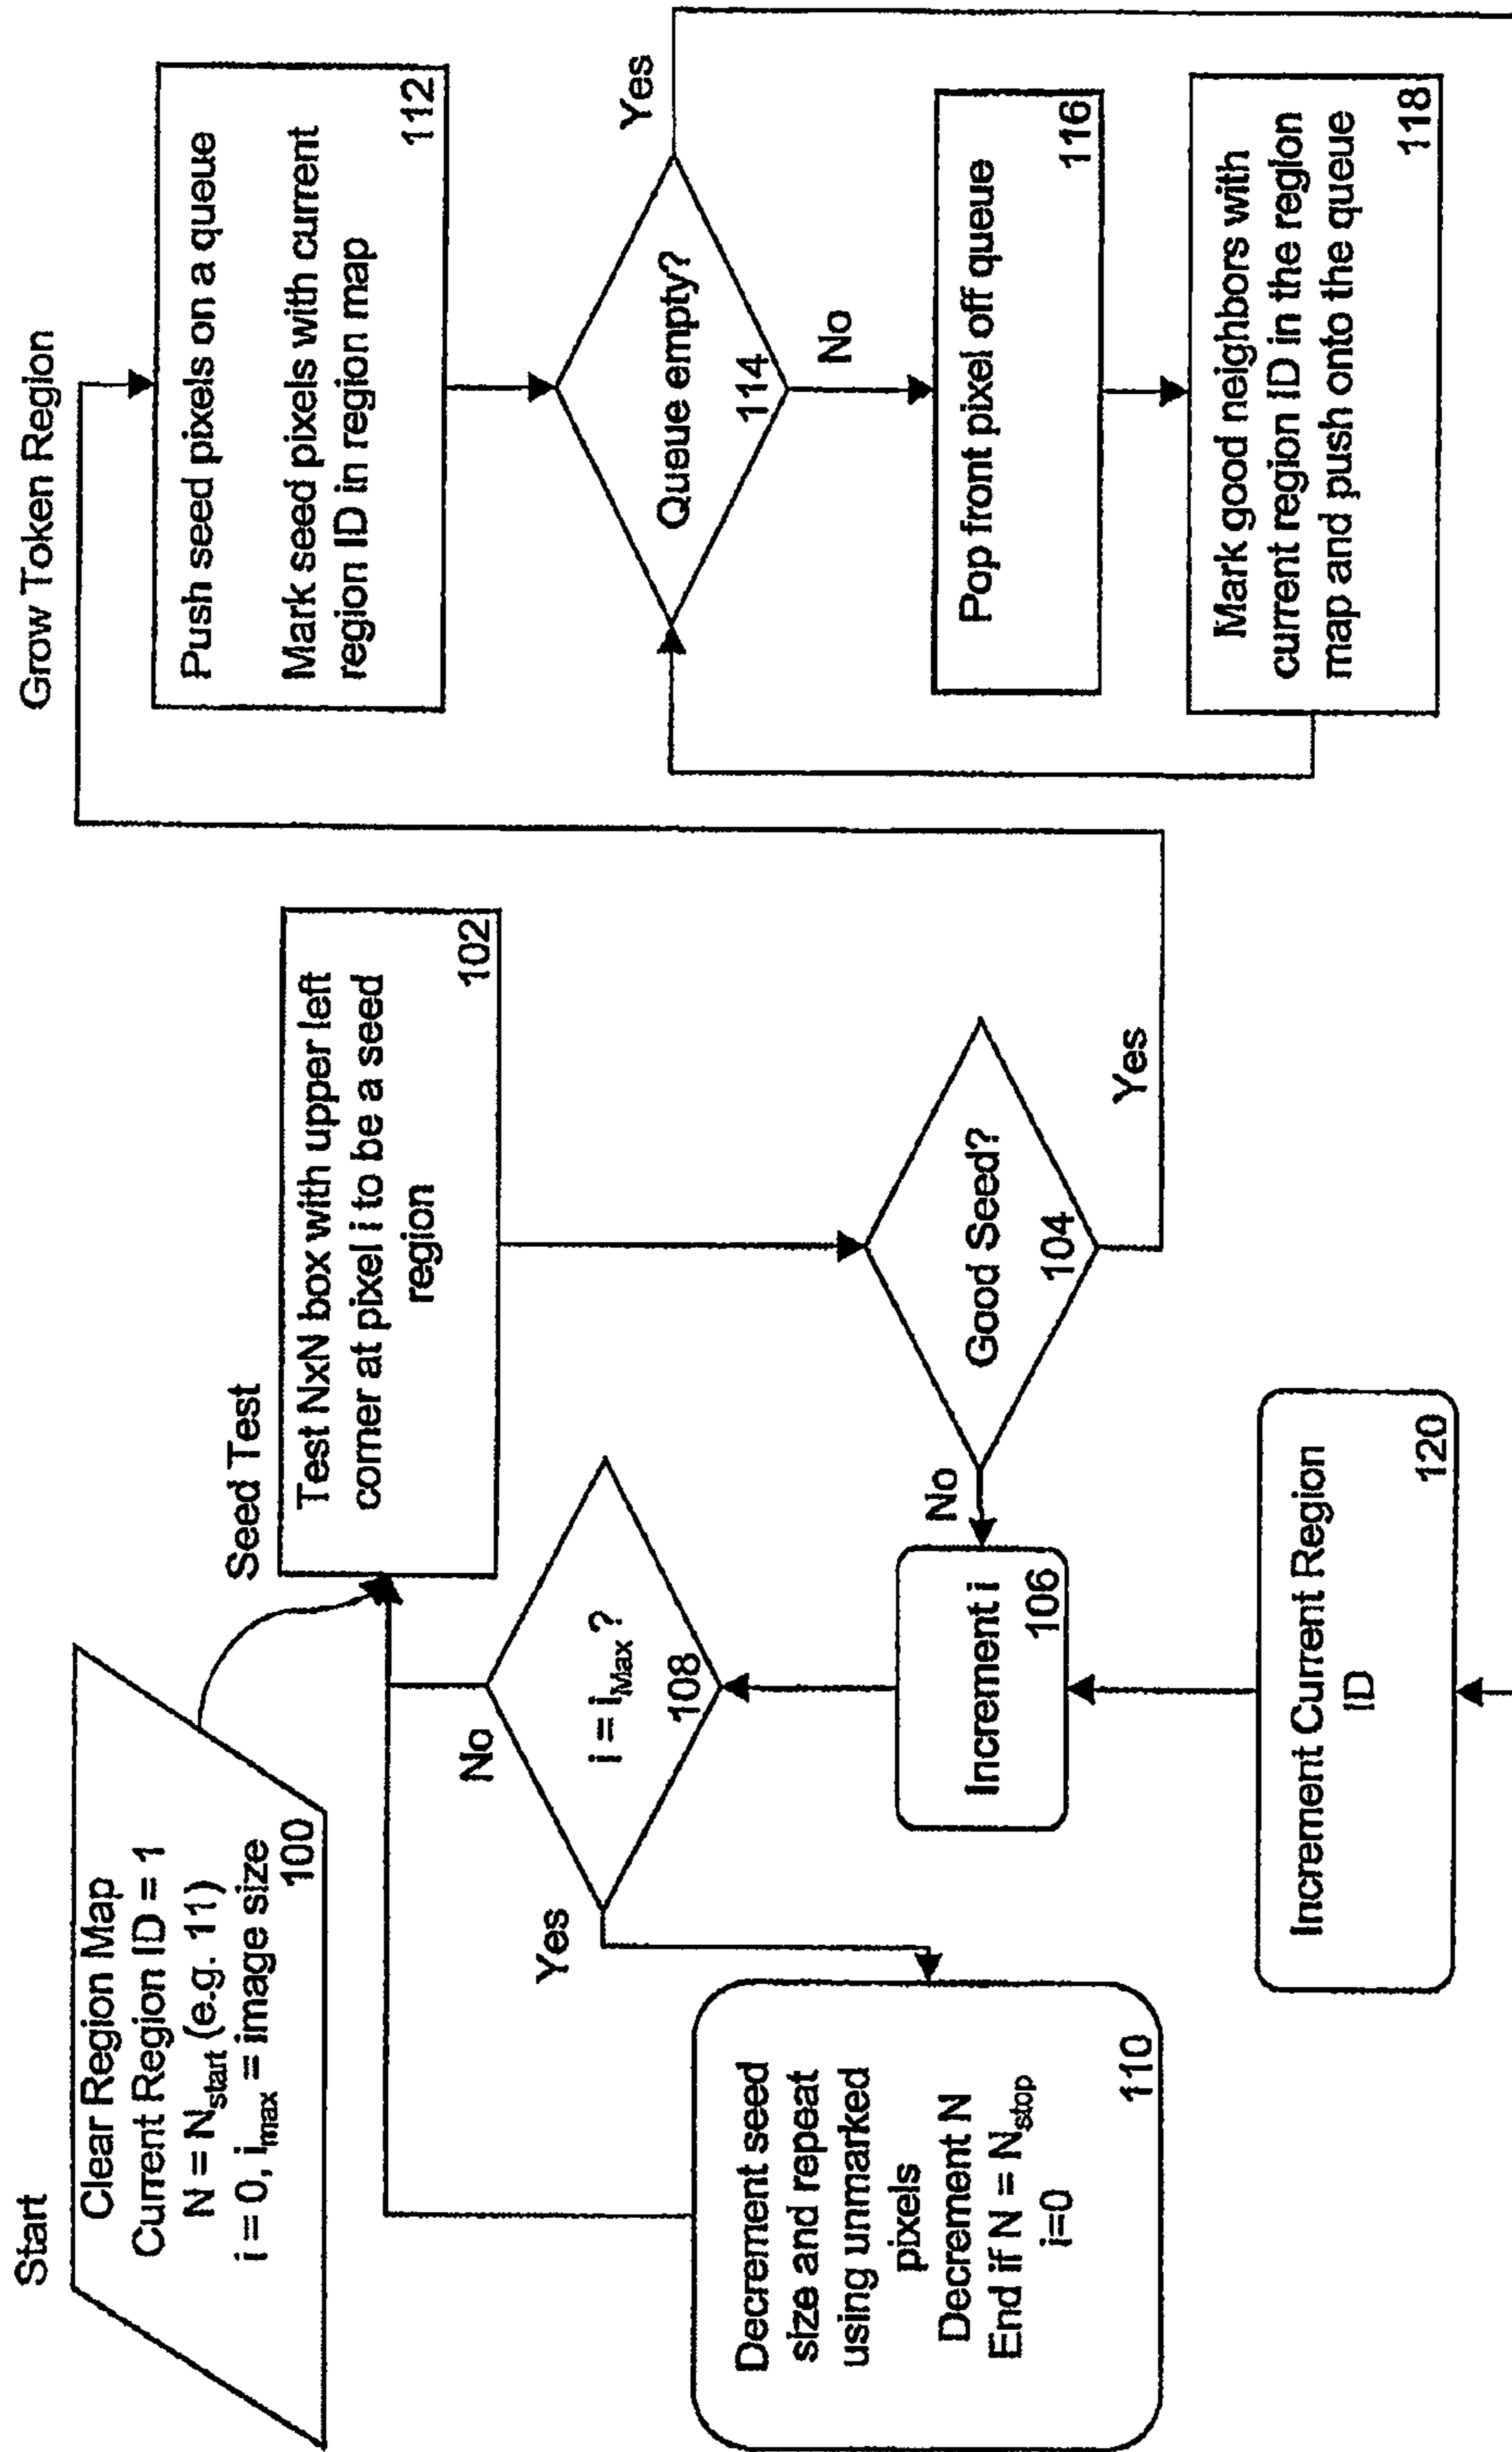 Start
Clear Region Map
Current Region ID = 1
N = Nstart (e.g. 11)
i = 0, imax = image size
100
Seed Test
Test NxN box with upper left
corner at pixel i to be a seed
region
102
Good Seed?
104
No
Yes
Increment i
106
i = iMax ?
108
No
Yes
Decrement seed
size and repeat
using unmarked
pixels
Decrement N
End if N = Nstop
i=0
110
Increment Current Region
ID
120
Grow Token Region
Push seed pixels on a queue
Mark seed pixels with current
region ID in region map
112
Queue empty?
114
Yes
No
Pop front pixel off queue
116
Mark good neighbors with
current region ID in the region
map and push onto the queue
118